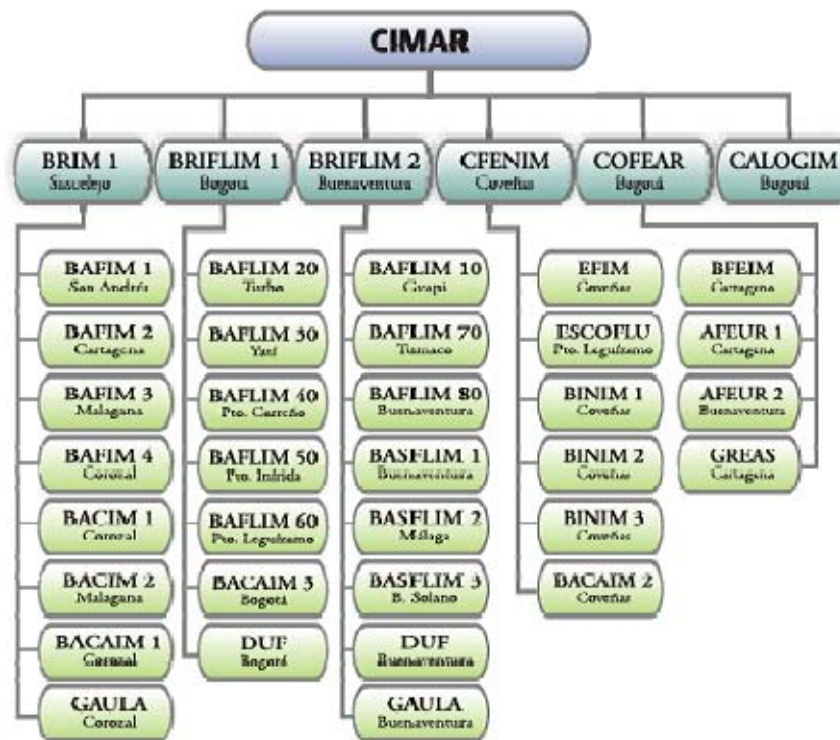 CIMAR
BRIM 1
Sincelejo
BRIFLIM 1
Bogotá
BRIFLIM 2
Buenaventura
CFENIM
Coveñas
COFEAR
Bogotá
CALOGIM
Bogotá
BAFIM 1
San Andrés
BAFIM 2
Cartagena
BAFIM 3
Malagana
BAFIM 4
Corozal
BACIM 1
Corozal
BACIM 2
Malagana
BACAIM 1
Corozal
GAULA
Corozal
BAFLIM 20
Turbo
BAFLIM 30
Yatí
BAFLIM 40
Pto. Carreño
BAFLIM 50
Pto. Inírida
BAFLIM 60
Pto. Leguízamo
BACAIM 3
Bogotá
DUF
Bogotá
BAFLIM 10
Guapi
BAFLIM 70
Tumaco
BAFLIM 80
Buenaventura
BASFLIM 1
Buenaventura
BASFLIM 2
Málaga
BASFLIM 3
B. Solano
DUF
Buenaventura
GAULA
Buenaventura
EFIM
Coveñas
ESCOFLU
Pto. Leguízamo
BINIM 1
Coveñas
BINIM 2
Coveñas
BINIM 3
Coveñas
BACAIM 2
Coveñas
BFEIM
Cartagena
AFEUR 1
Cartagena
AFEUR 2
Buenaventura
GREAS
Cartagena